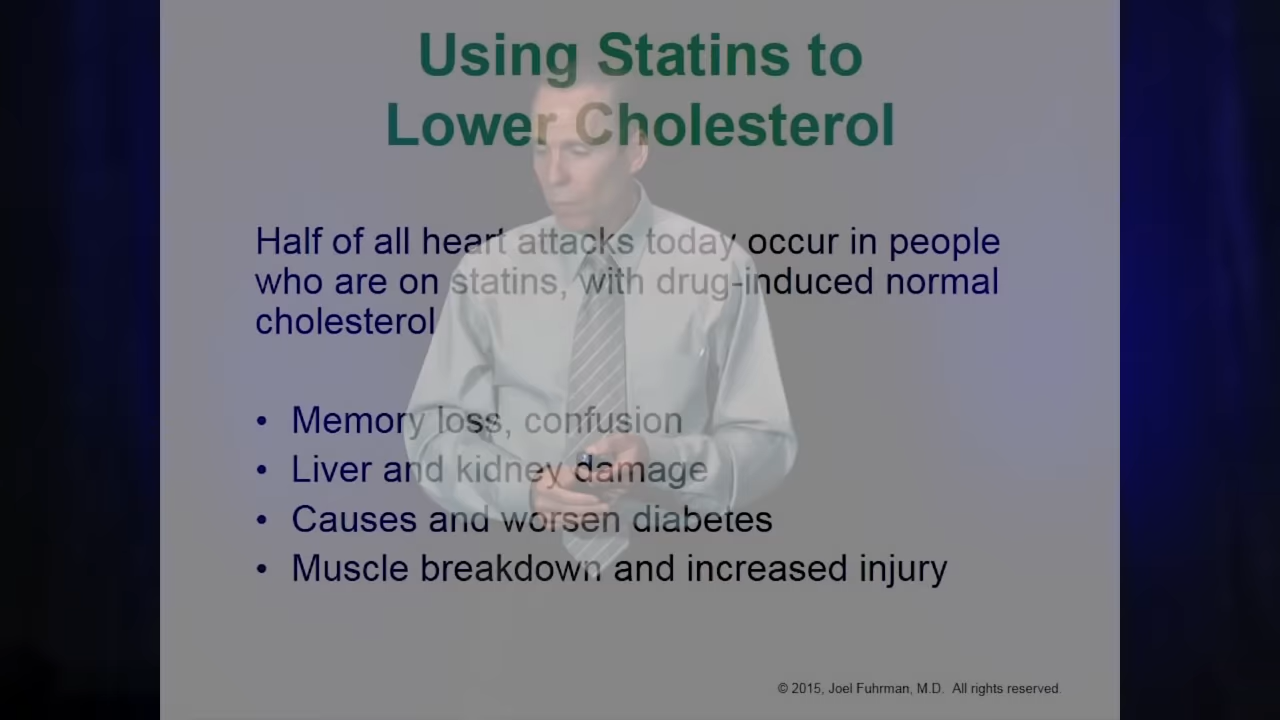 Using Statins to
Lower Cholesterol
Half of all heart attacks today occur in people
who are on statins, with drug-induced normal
cholesterol
• Memory loss, confusion
• Liver and kidney damage
• Causes and worsen diabetes
• Muscle breakdown and increased injury
© 2015, Joel Fuhrman, M.D. All rights reserved.